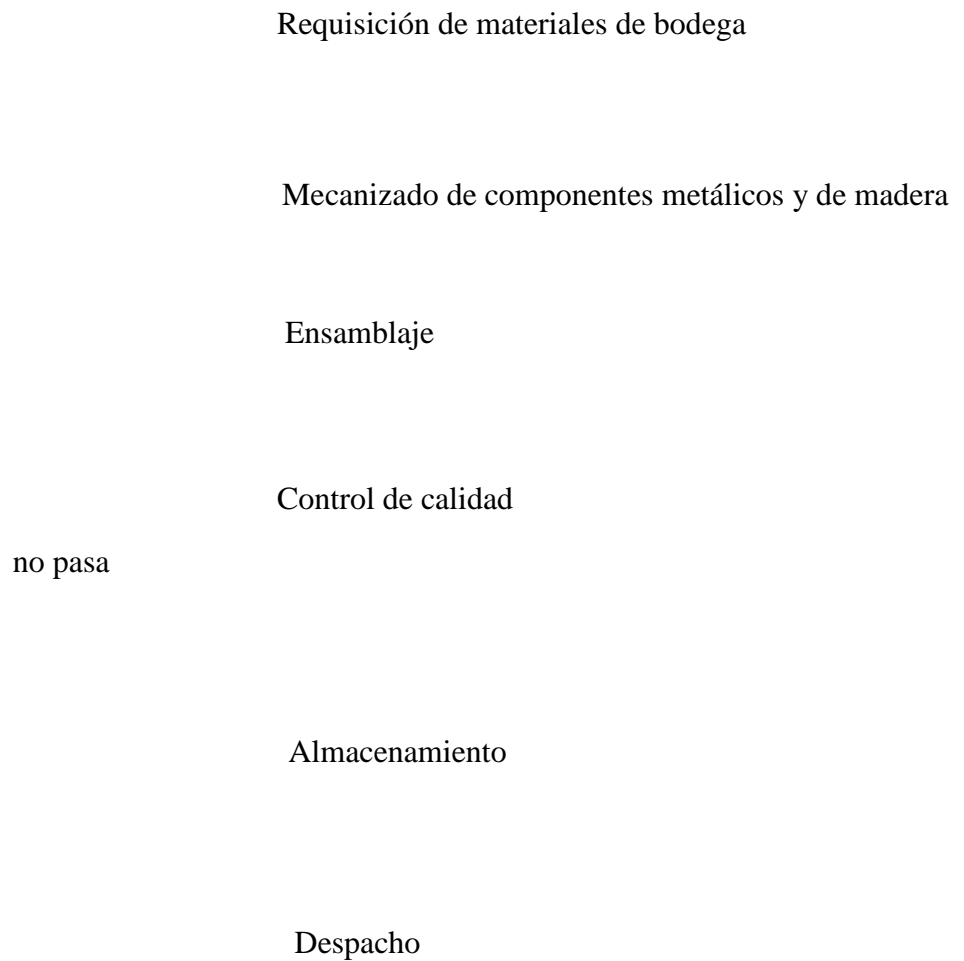 Requisición de materiales de bodega
Mecanizado de componentes metálicos y de madera
Ensamblaje
Control de calidad
no pasa
Almacenamiento
Despacho